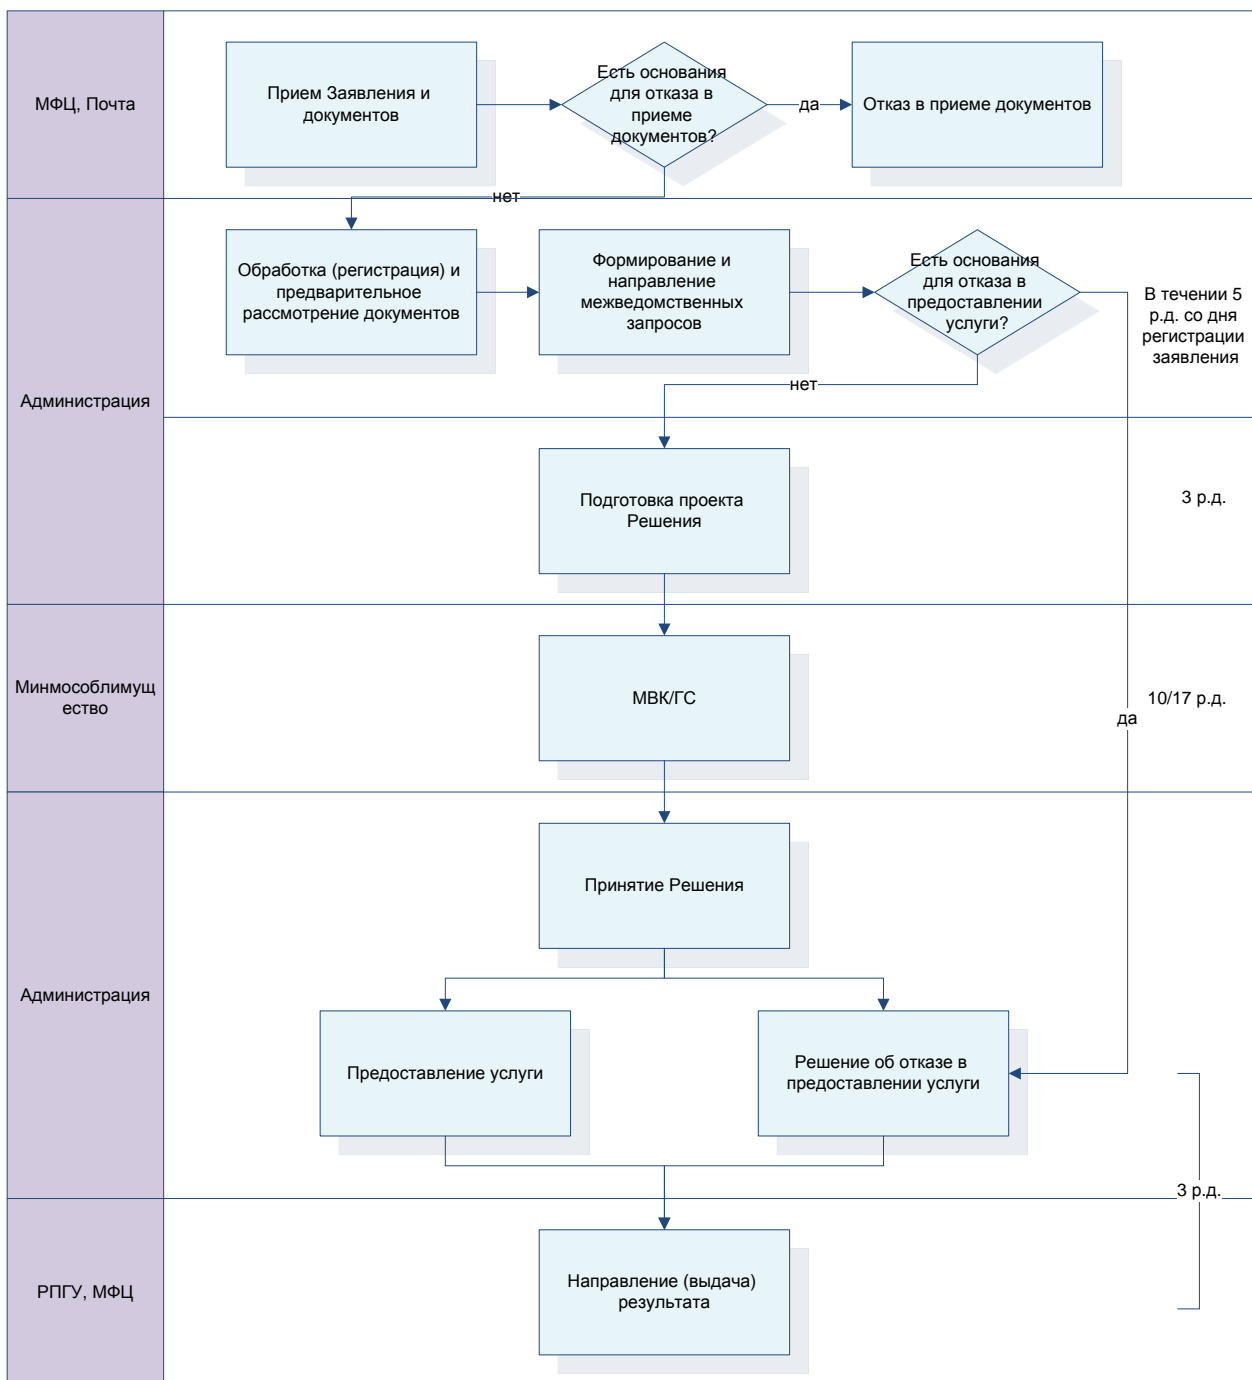 МФЦ, Почта
Прием Заявления и
документов
Есть основания
для отказа в
приеме
документов?
да
Отказ в приеме документов
нет
Администрация
Обработка (регистрация) и
предварительное
рассмотрение документов
Формирование и
направление
межведомственных
запросов
Есть основания
для отказа в
предоставлении
услуги?
В течении 5
р.д. со дня
регистрации
заявления
нет
Подготовка проекта
Решения
3 р.д.
Минмособлимущ
ество
МВК/ГС
10/17 р.д.
да
Администрация
Принятие Решения
Предоставление услуги
Решение об отказе в
предоставлении услуги
3 р.д.
РПГУ, МФЦ
Направление (выдача)
результата